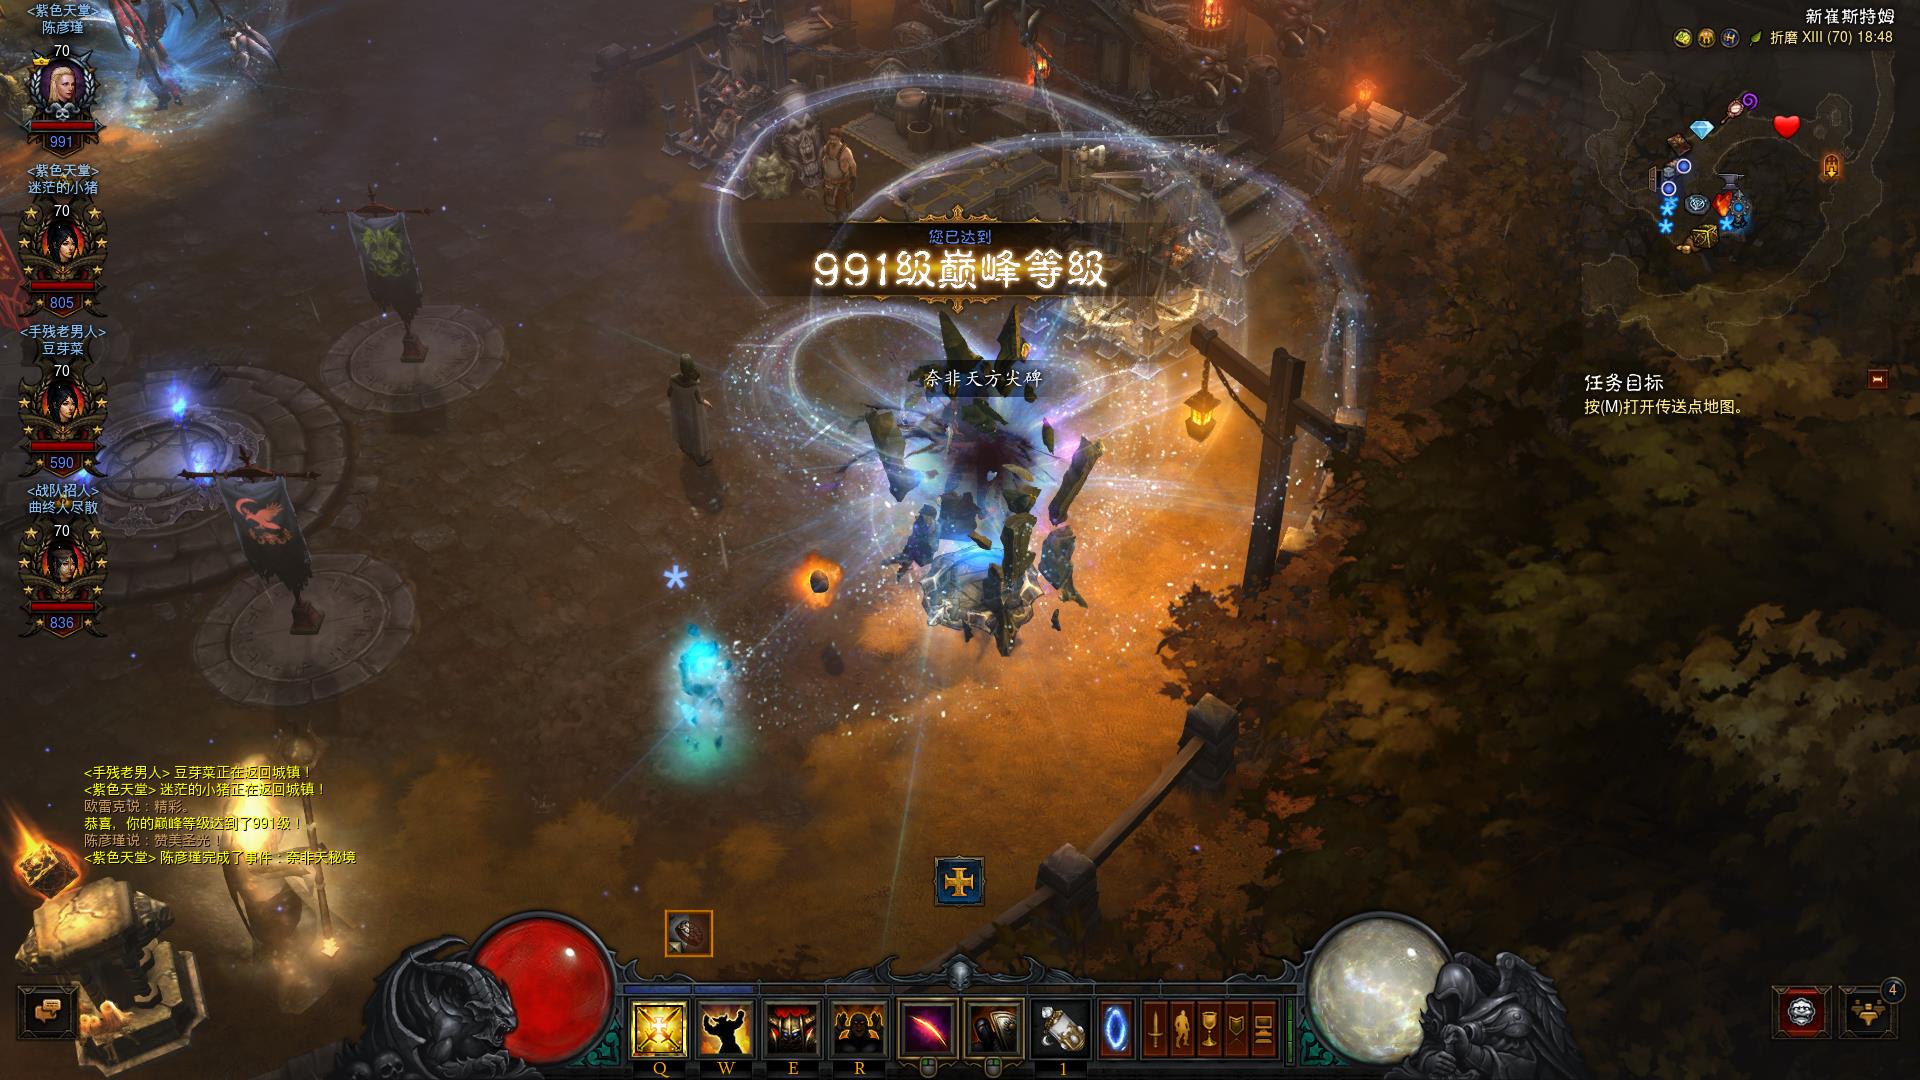 <紫色天堂>
陈彦瑾
70
991
<紫色天堂>
迷茫的小猪
70
805
<手残老男人>
豆芽菜
70
590
<战队招人>
曲终人尽散
70
836
新崔斯特姆
折磨 XIII (70) 18:48
您已达到
991级巅峰等级
奈非天方尖碑
任务目标
按(M)打开传送点地图。
<手残老男人> 豆芽菜正在返回城镇！
<紫色天堂> 迷茫的小猪正在返回城镇！
欧雷克说：精彩。
恭喜，你的巅峰等级达到了991级！
陈彦瑾说：赞美圣光！
<紫色天堂> 陈彦瑾完成了事件：奈非天秘境
Q W E R 1
4